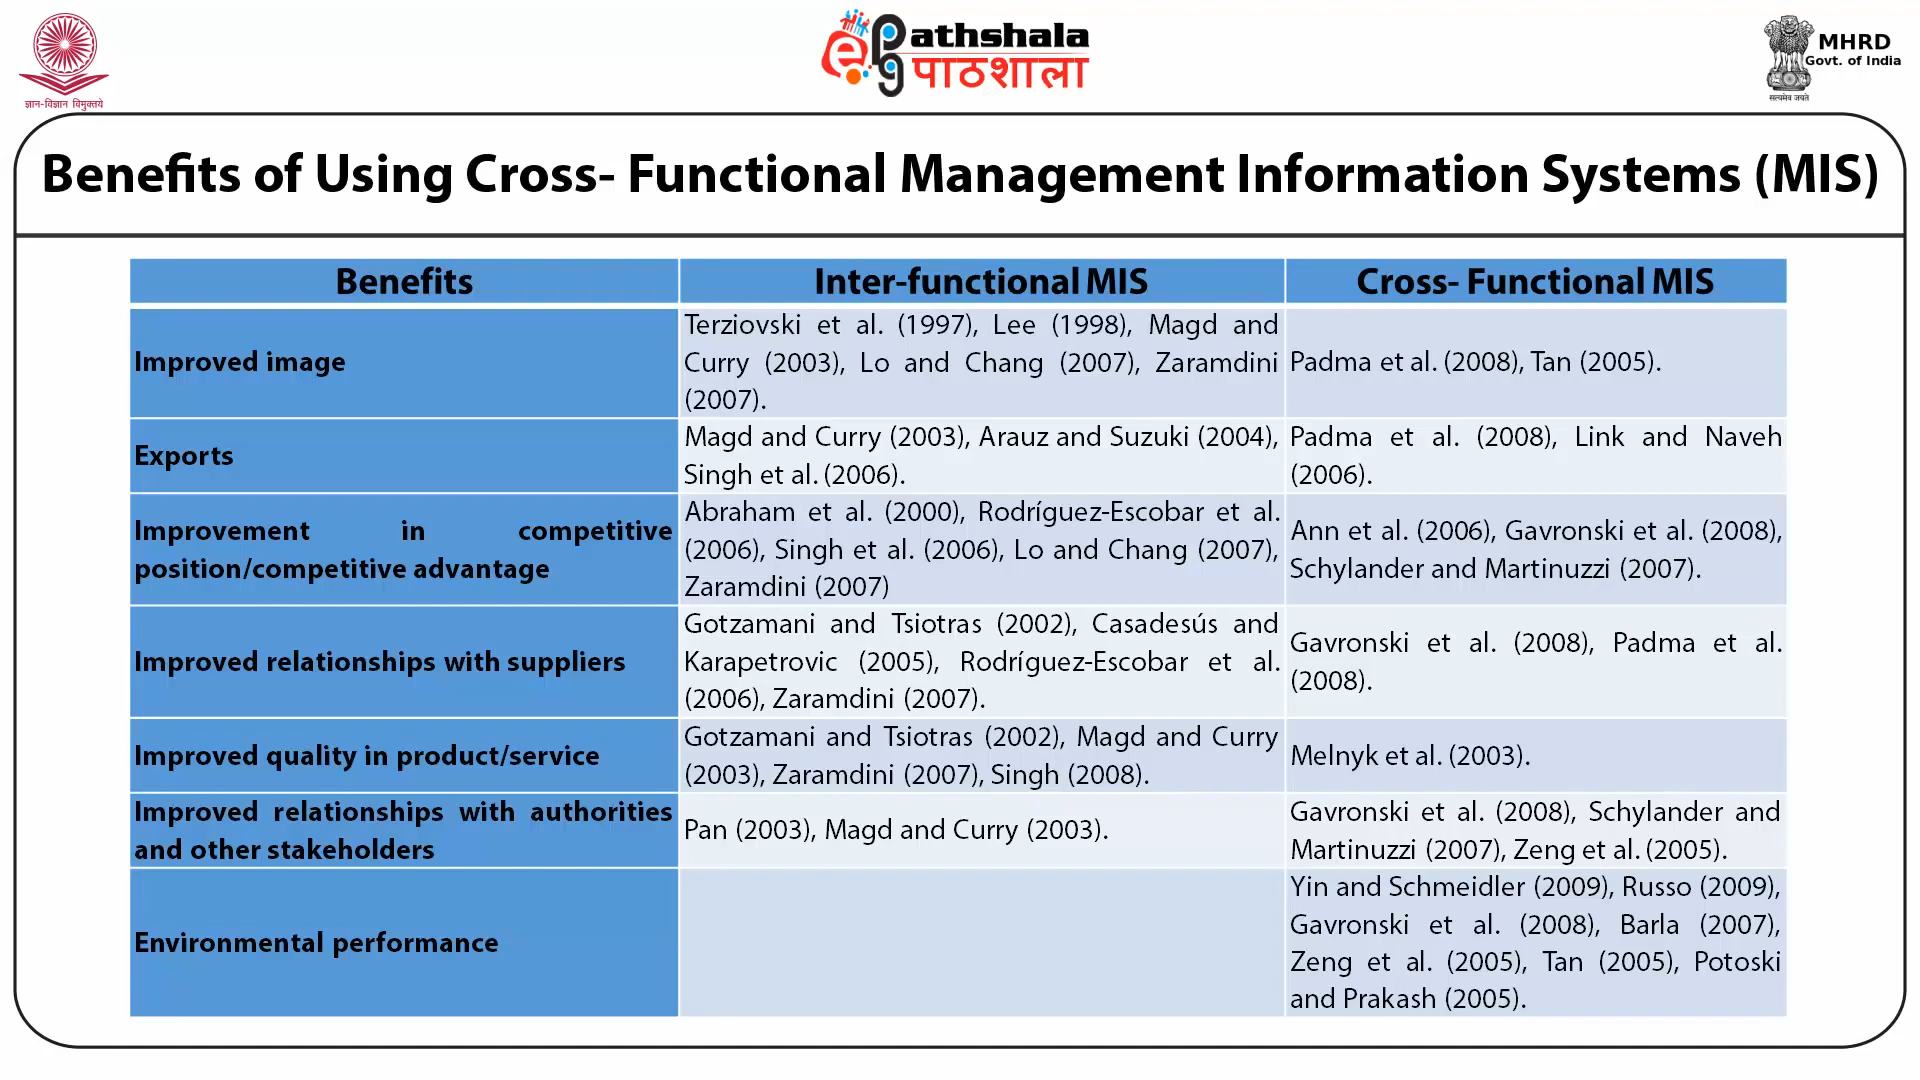 ज्ञान-विज्ञान विमुक्तये
ePathshala
पाठशाला
MHRD
Govt. of India
सत्यमेव जयते
Benefits of Using Cross- Functional Management Information Systems (MIS)
Benefits
Inter-functional MIS
Cross- Functional MIS
Improved image
Terziovski et al. (1997), Lee (1998), Magd and
Curry (2003), Lo and Chang (2007), Zaramdini
(2007).
Padma et al. (2008), Tan (2005).
Exports
Magd and Curry (2003), Arauz and Suzuki (2004),
Singh et al. (2006).
Padma et al. (2008), Link and Naveh
(2006).
Improvement in competitive
position/competitive advantage
Abraham et al. (2000), Rodríguez-Escobar et al.
(2006), Singh et al. (2006), Lo and Chang (2007),
Zaramdini (2007)
Ann et al. (2006), Gavronski et al. (2008),
Schylander and Martinuzzi (2007).
Improved relationships with suppliers
Gotzamani and Tsiotras (2002), Casadesús and
Karapetrovic (2005), Rodríguez-Escobar et al.
(2006), Zaramdini (2007).
Gavronski et al. (2008), Padma et al.
(2008).
Improved quality in product/service
Gotzamani and Tsiotras (2002), Magd and Curry
(2003), Zaramdini (2007), Singh (2008).
Melnyk et al. (2003).
Improved relationships with authorities
and other stakeholders
Pan (2003), Magd and Curry (2003).
Gavronski et al. (2008), Schylander and
Martinuzzi (2007), Zeng et al. (2005).
Environmental performance
Yin and Schmeidler (2009), Russo (2009),
Gavronski et al. (2008), Barla (2007),
Zeng et al. (2005), Tan (2005), Potoski
and Prakash (2005).